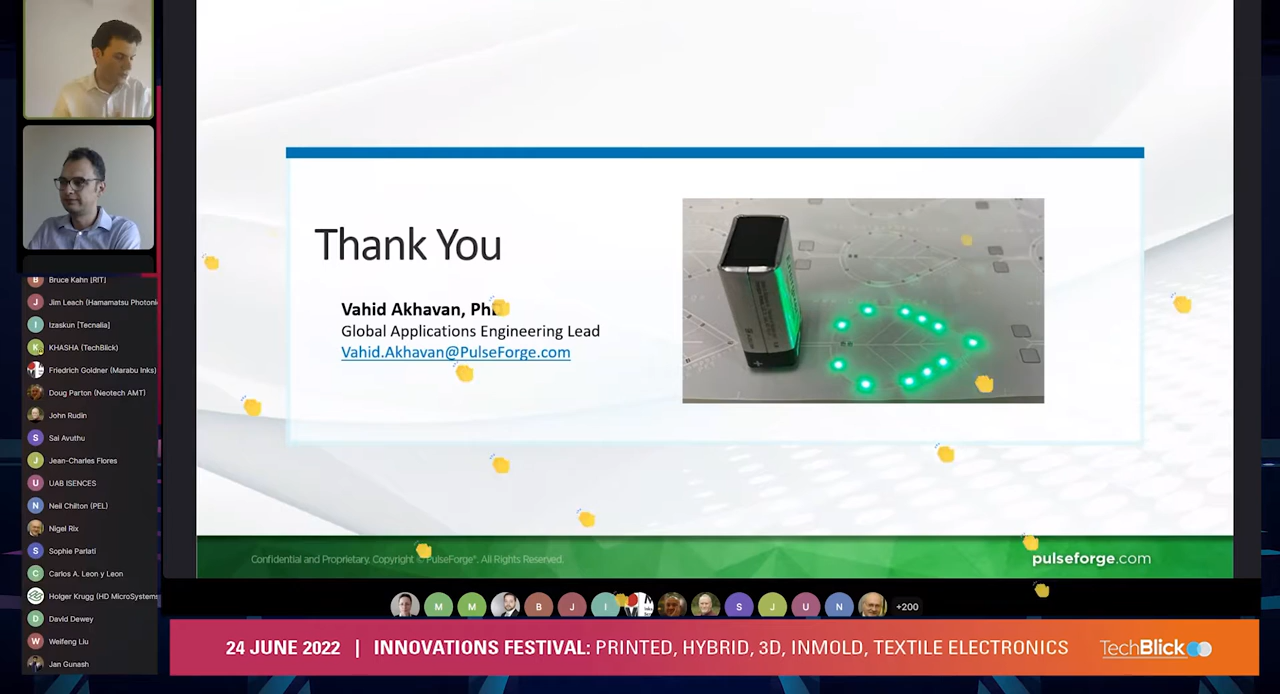 Thank You
Vahid Akhavan, PhD
Global Applications Engineering Lead
Vahid.Akhavan@PulseForge.com
Confidential and Proprietary. Copyright © PulseForge®. All Rights Reserved.
pulseforge.com
Bruce Kahn [RIT]
J Jim Leach (Hamamatsu Photoni
I Izaskun [Tecnalia]
K KHASHA (TechBlick)
Friedrich Goldner (Marabu Inks)
Doug Parton (Neotech AMT)
John Rudin
S Sai Avuthu
J Jean-Charles Flores
U UAB ISENCES
N Neil Chilton (PEL)
Nigel Rix
S Sophie Parlati
C Carlos A. Leon y Leon
Holger Krugg (HD MicroSystems
D David Dewey
W Weifeng Liu
Jan Gunash
M M B J I S J U N +200
24 JUNE 2022 | INNOVATIONS FESTIVAL: PRINTED, HYBRID, 3D, INMOLD, TEXTILE ELECTRONICS
TechBlick